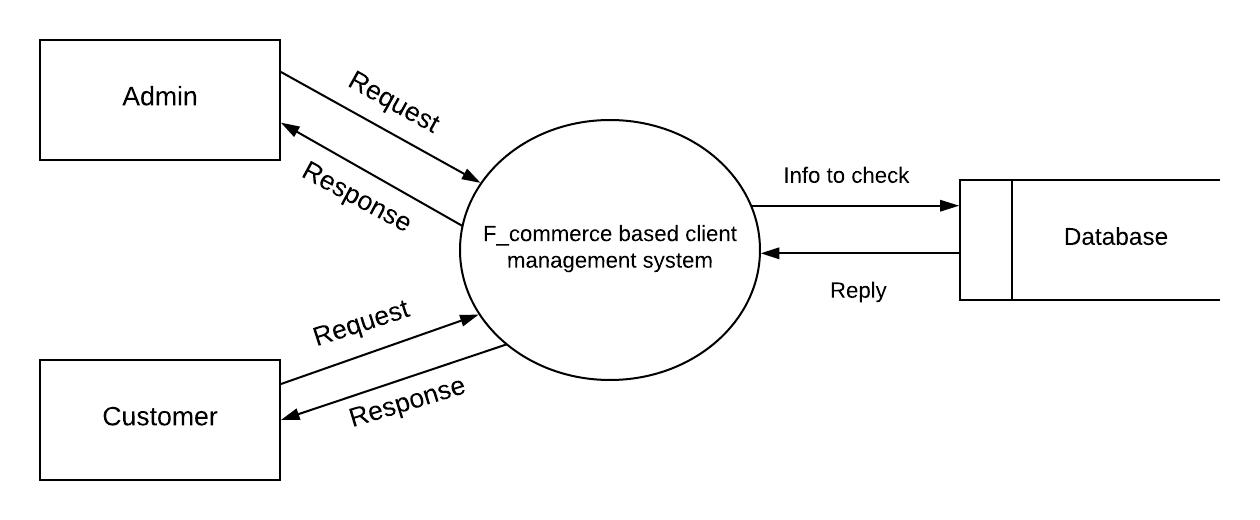 Admin
Request
Response
F_commerce based client
management system
Info to check
Reply
Database
Request
Response
Customer